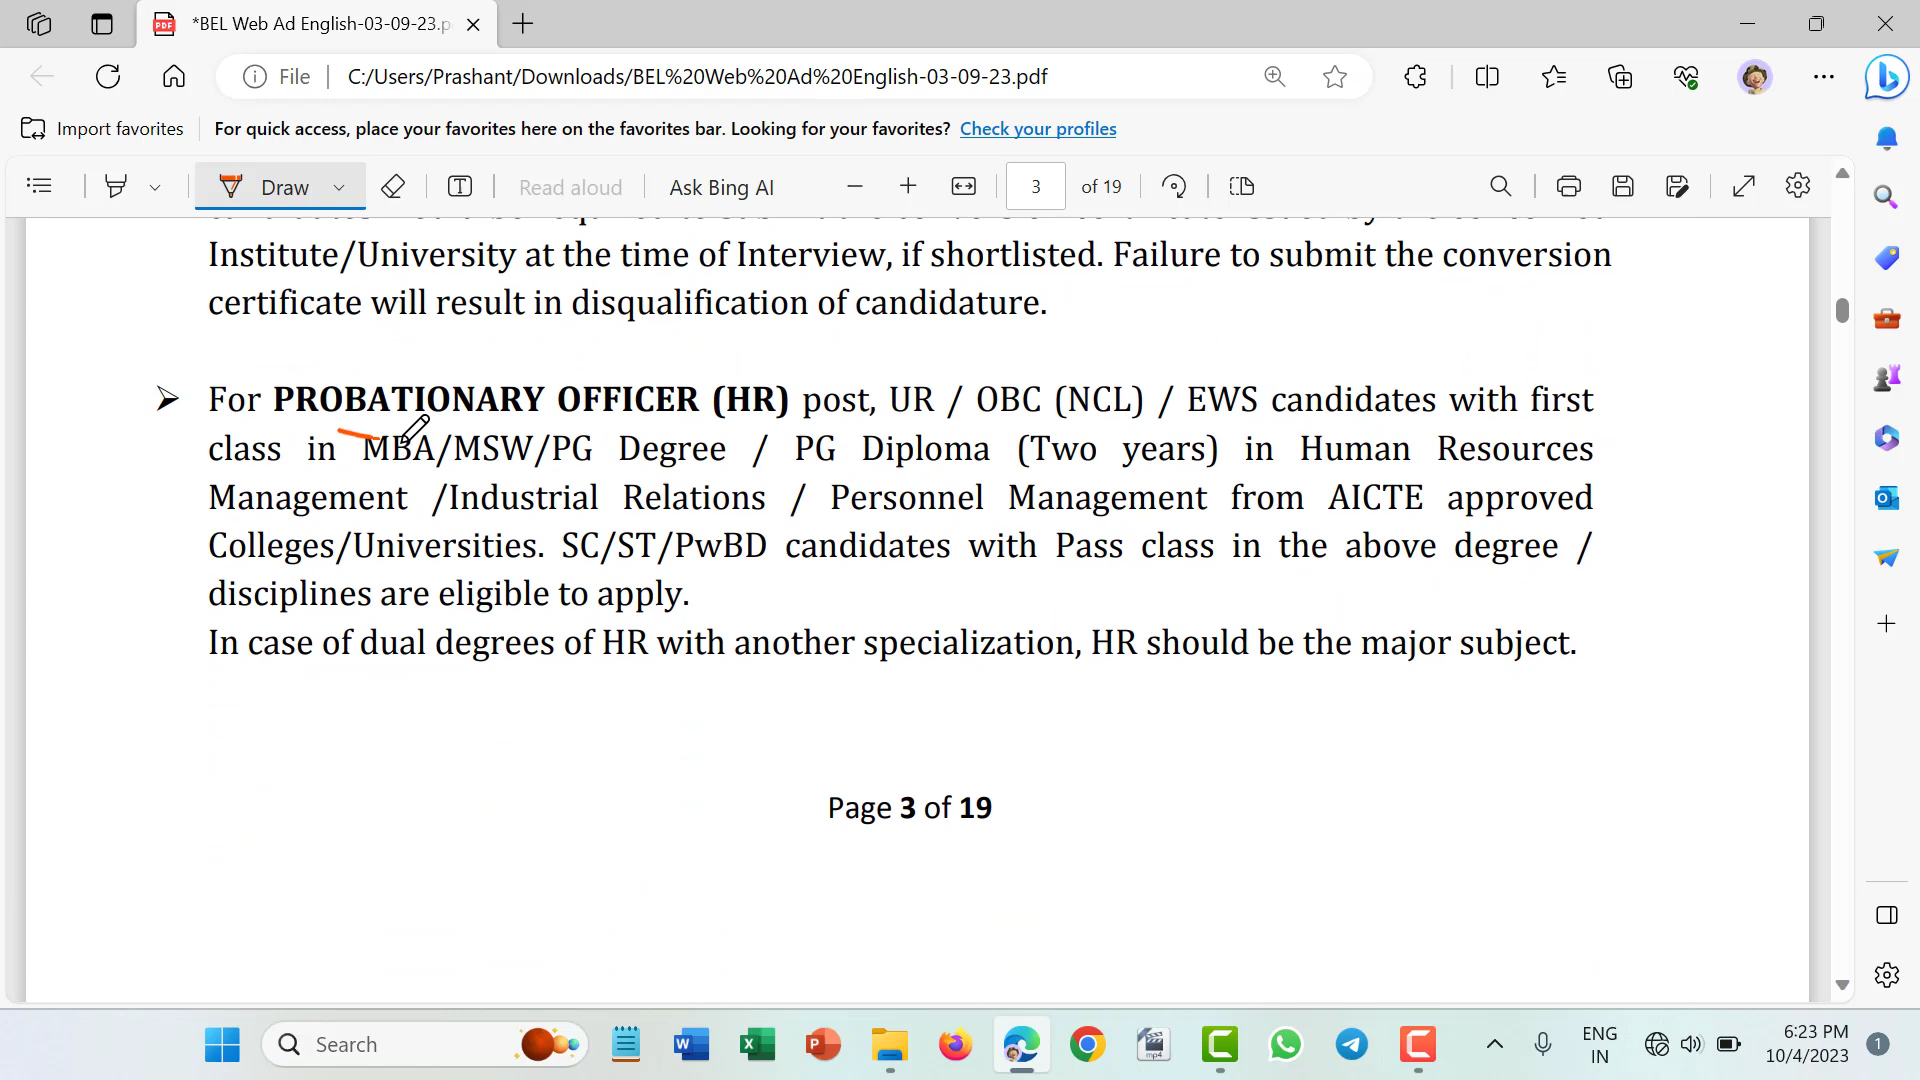 *BEL Web Ad English-03-09-23.p
File
C:/Users/Prashant/Downloads/BEL%20Web%20Ad%20English-03-09-23.pdf
Import favorites
For quick access, place your favorites here on the favorites bar. Looking for your favorites? Check your profiles
Draw
Read aloud
Ask Bing AI
3 of 19
Institute/University at the time of Interview, if shortlisted. Failure to submit the conversion
certificate will result in disqualification of candidature.
➤ For PROBATIONARY OFFICER (HR) post, UR / OBC (NCL) / EWS candidates with first
class in MBA/MSW/PG Degree / PG Diploma (Two years) in Human Resources
Management /Industrial Relations / Personnel Management from AICTE approved
Colleges/Universities. SC/ST/PwBD candidates with Pass class in the above degree /
disciplines are eligible to apply.
In case of dual degrees of HR with another specialization, HR should be the major subject.
Page 3 of 19
Search
ENG
IN
6:23 PM
10/4/2023
1